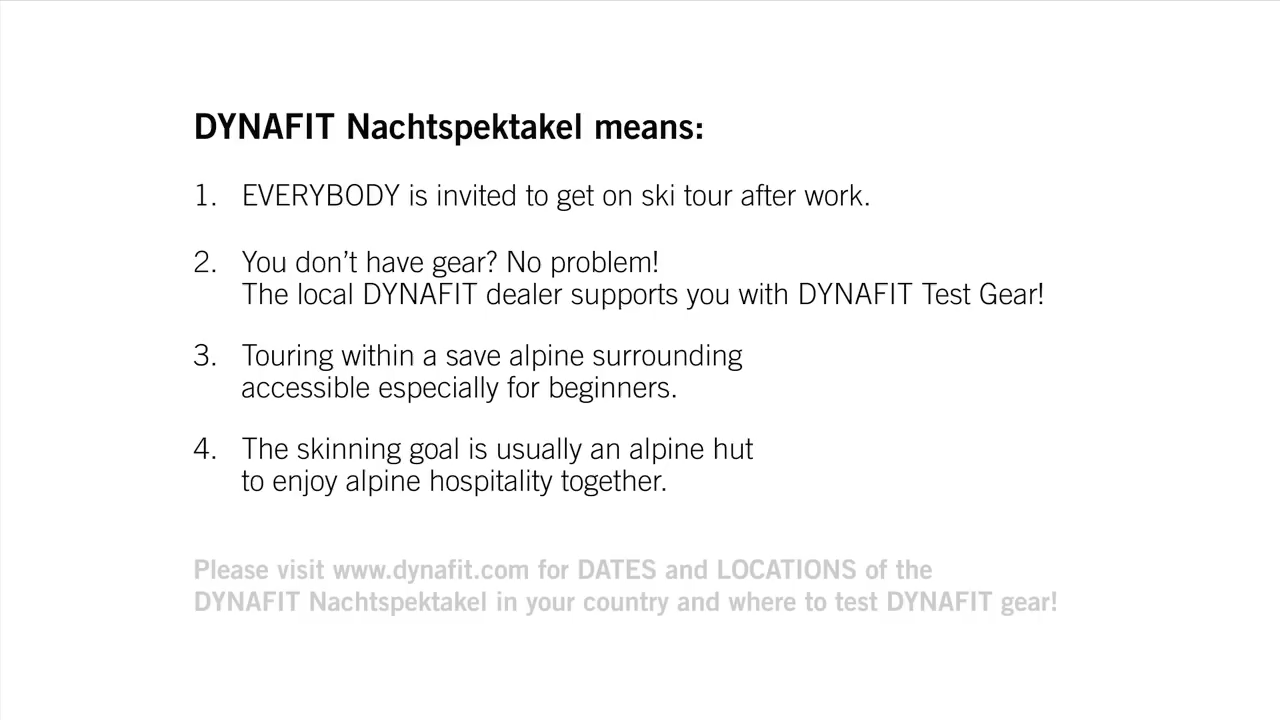 DYNAFIT Nachtspektakel means:
1. EVERYBODY is invited to get on ski tour after work.
2. You don't have gear? No problem!
The local DYNAFIT dealer supports you with DYNAFIT Test Gear!
3. Touring within a save alpine surrounding
accessible especially for beginners.
4. The skinning goal is usually an alpine hut
to enjoy alpine hospitality together.
Please visit www.dynafit.com for DATES and LOCATIONS of the
DYNAFIT Nachtspektakel in your country and where to test DYNAFIT gear!